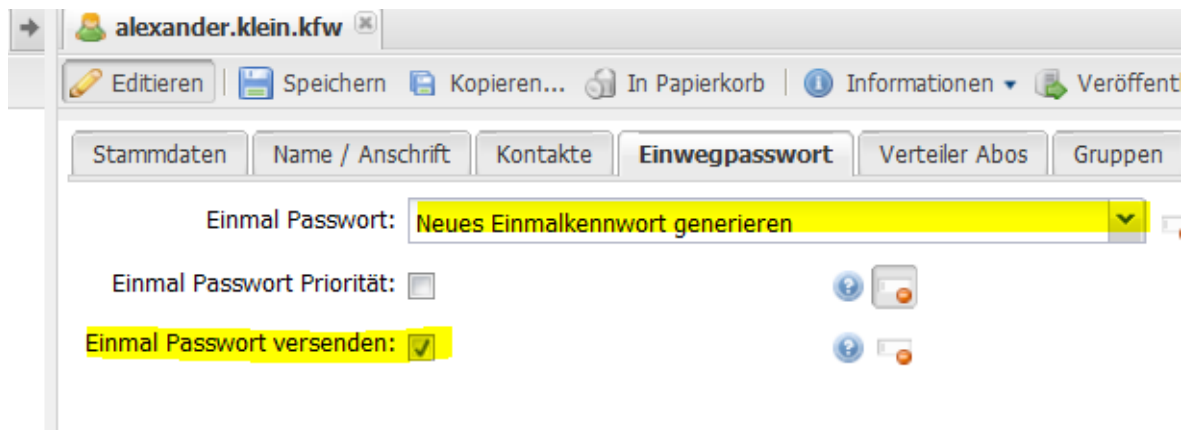 alexander.klein.kfw
Editieren Speichern Kopieren... In Papierkorb Informationen Veröffentl
Stammdaten Name / Anschrift Kontakte Einwegpasswort Verteiler Abos Gruppen
Einmal Passwort: Neues Einmalkennwort generieren
Einmal Passwort Priorität:
Einmal Passwort versenden: